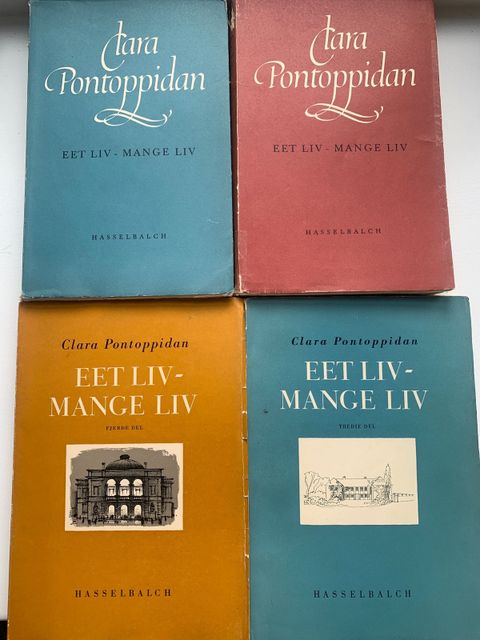 Clara
Pontoppidan
EET LIV - MANGE LIV
HASSELBALCH
Clara
Pontoppidan
EET LIV - MANGE LIV
HASSELBALCH
Clara Pontoppidan
EET LIV -
MANGE LIV
FJERDE DEL
HASSELBALCH
Clara Pontoppidan
EET LIV -
MANGE LIV
TREDIE DEL
HASSELBALCH